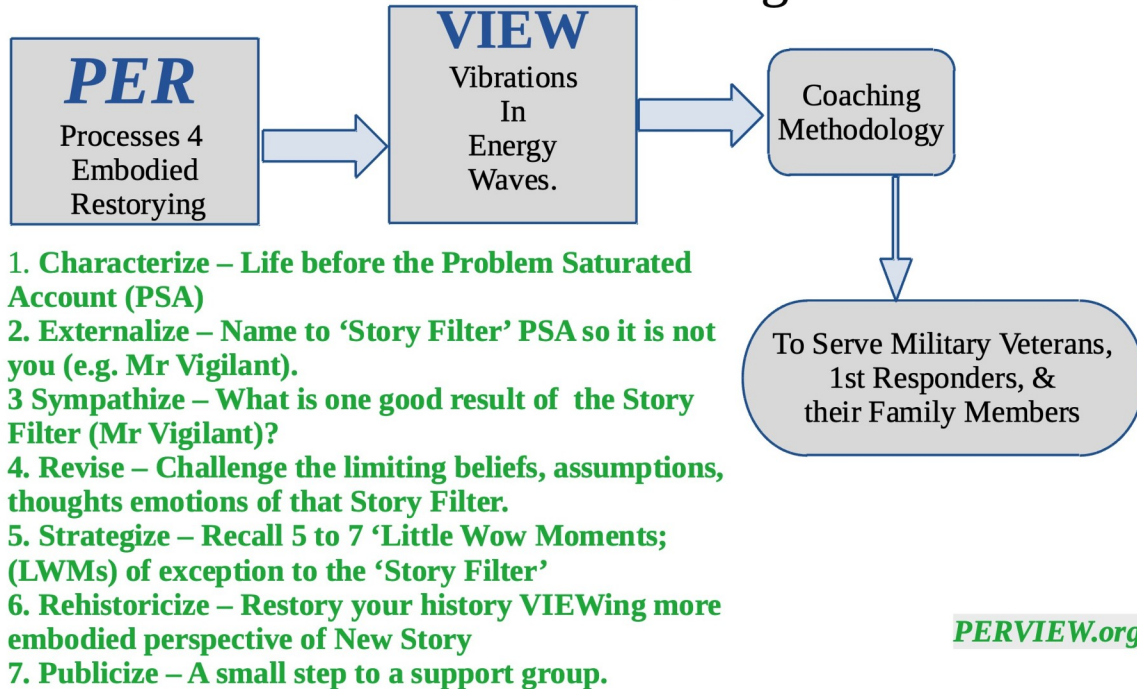 PER
Processes 4
Embodied
Restorying
VIEW
Vibrations
In
Energy
Waves.
Coaching
Methodology
To Serve Military Veterans,
1st Responders, &
their Family Members
1. Characterize – Life before the Problem Saturated
Account (PSA)
2. Externalize – Name to ‘Story Filter’ PSA so it is not
you (e.g. Mr Vigilant).
3 Sympathize – What is one good result of the Story
Filter (Mr Vigilant)?
4. Revise – Challenge the limiting beliefs, assumptions,
thoughts emotions of that Story Filter.
5. Strategize – Recall 5 to 7 ‘Little Wow Moments;
(LWMs) of exception to the ‘Story Filter’
6. Rehistoricize – Restory your history VIEWing more
embodied perspective of New Story
7. Publicize – A small step to a support group.
PERVIEW.org